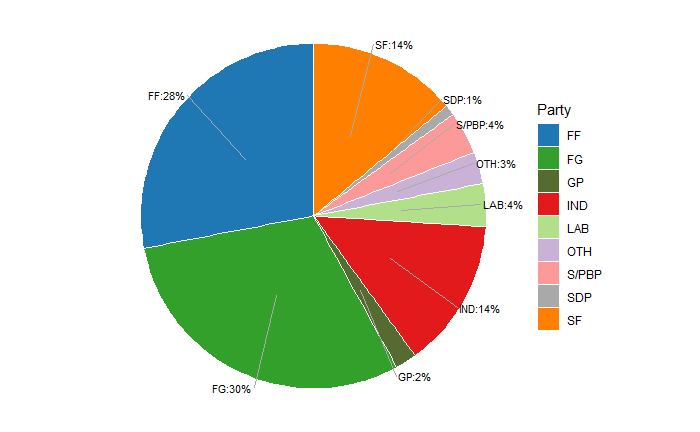 SF:14%
SDP:1%
S/PBP:4%
OTH:3%
LAB:4%
IND:14%
GP:2%
FG:30%
FF:28%
Party
FF
FG
GP
IND
LAB
OTH
S/PBP
SDP
SF